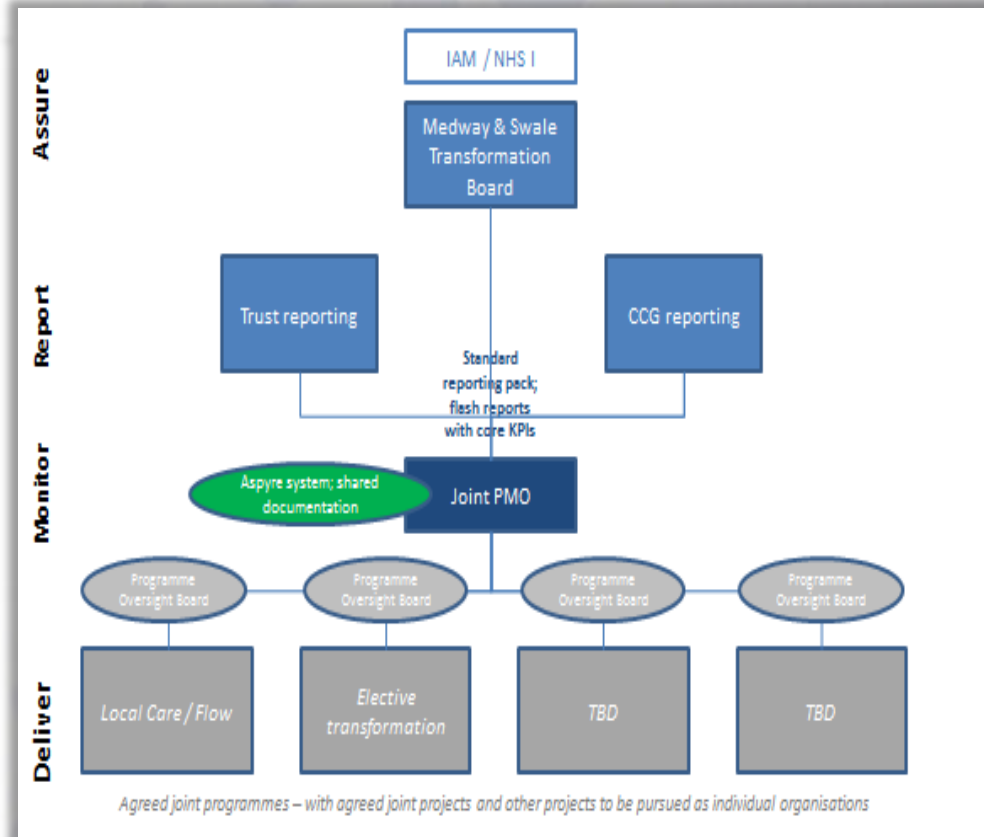 Assure
IAM / NHS I
Medway & Swale
Transformation
Board
Report
Trust reporting
CCG reporting
Standard
reporting pack;
flash reports
with core KPIs
Monitor
Aspyre system; shared
documentation
Joint PMO
Programme
Oversight Board
Programme
Oversight Board
Programme
Oversight Board
Programme
Oversight Board
Deliver
Local Care / Flow
Elective
transformation
TBD
TBD
Agreed joint programmes – with agreed joint projects and other projects to be pursued as individual organisations